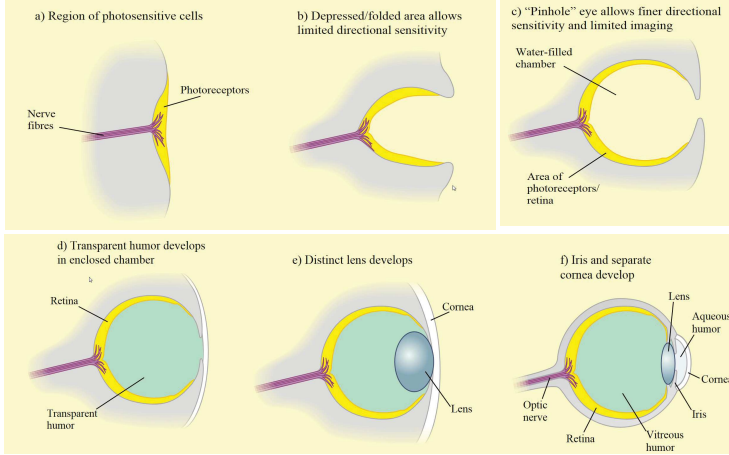 a) Region of photosensitive cells
Photoreceptors
Nerve
fibres
b) Depressed/folded area allows
limited directional sensitivity
c) “Pinhole” eye allows finer directional
sensitivity and limited imaging
Water-filled
chamber
Area of
photoreceptors/
retina
d) Transparent humor develops
in enclosed chamber
Retina
Transparent
humor
e) Distinct lens develops
Cornea
Lens
f) Iris and separate
cornea develop
Lens
Aqueous
humor
Cornea
Iris
Optic
nerve
Retina
Vitreous
humor